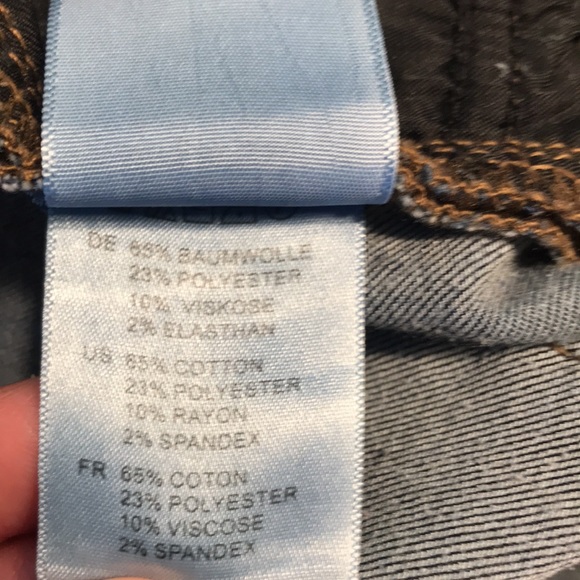 DE 65% BAUMWOLLE
23% POLYESTER
10% VISKOSE
2% ELASTHAN
US 65% COTTON
23% POLYESTER
10% RAYON
2% SPANDEX
FR 65% COTON
23% POLYESTER
10% VISCOSE
2% SPANDEX